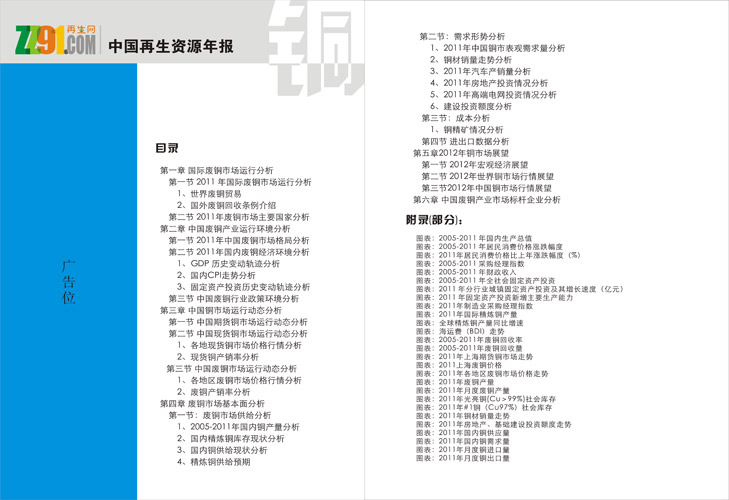 再生网
ZZ91.COM
中国再生资源年报
铜
广告位
目录
第一章 国际废铜市场运行分析
第一节 2011 年国际废铜市场运行分析
1、世界废铜贸易
2、国外废铜回收条例介绍
第二节 2011年废铜市场主要国家分析
第二章 中国废铜产业运行环境分析
第一节 2011年中国废铜市场格局分析
第二节 2011年国内废铜经济环境分析
1、GDP 历史变动轨迹分析
2、国内CPI走势分析
3、固定资产投资历史变动轨迹分析
第三节 中国废铜行业政策环境分析
第三章 中国铜市场运行动态分析
第一节 中国期货铜市场运行动态分析
第二节 中国现货铜市场运行动态分析
1、各地现货铜市场价格行情分析
2、现货铜产销率分析
第三节 中国废铜市场运行动态分析
1、各地区废铜市场价格行情分析
2、废铜产销率分析
第四章 废铜市场基本面分析
第一节：废铜市场供给分析
1、2005-2011年国内铜产量分析
2、国内精炼铜库存现状分析
3、国内铜供给现状分析
4、精炼铜供给预期
第二节：需求形势分析
1、2011年中国铜市表观需求量分析
2、铜材销量走势分析
3、2011年汽车产销量分析
4、2011年房地产投资情况分析
5、2011年高端电网投资情况分析
6、建设投资额度分析
第三节：成本分析
1、铜精矿情况分析
第四节 进出口数据分析
第五章2012年铜市场展望
第一节 2012年宏观经济展望
第二节 2012年世界铜市场行情展望
第三节2012年中国铜市场行情展望
第六章 中国废铜产业市场标杆企业分析
附录(部分)：
图表：2005-2011 年国内生产总值
图表：2005-2011 年居民消费价格涨跌幅度
图表：2011年居民消费价格比上年涨跌幅度（%）
图表：2005-2011 采购经理指数
图表：2005-2011 年财政收入
图表：2005-2011 年全社会固定资产投资
图表：2011 年分行业城镇固定资产投资及其增长速度（亿元）
图表：2011 年固定资产投资新增主要生产能力
图表：2011年制造业采购经理指数
图表：2011年国际精炼铜产量
图表：全球精炼铜产量同比增速
图表：海运费（BDI）走势
图表：2005-2011年废铜回收率
图表：2005-2011年废铜回收量
图表：2011年上海期货铜市场走势
图表：2011上海废铜价格
图表：2011年各地区废铜市场价格走势
图表：2011年废铜产量
图表：2011年月度废铜产量
图表：2011年光亮铜(Cu＞99%)社会库存
图表：2011年#1铜（Cu97%）社会库存
图表：2011年铜材销量走势
图表：2011年房地产、基础建设投资额度走势
图表：2011年国内铜供应量
图表：2011年国内铜需求量
图表：2011年月度铜进口量
图表：2011年月度铜出口量